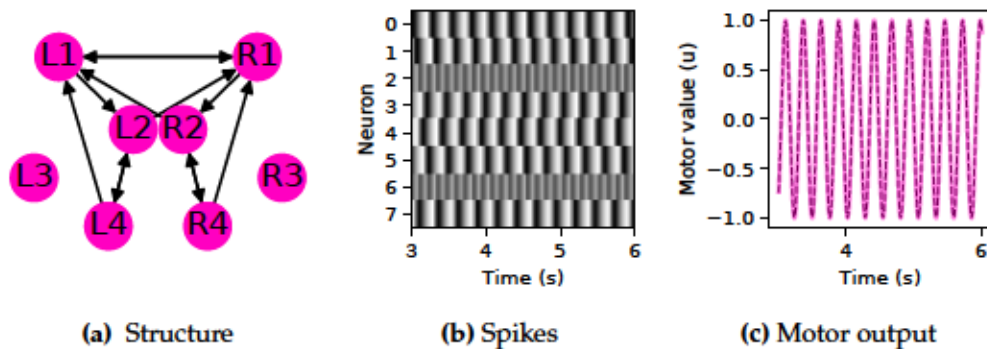 L1
R1
L2 R2
L3
R3
L4
R4
Neuron
0
1
2
3
4
5
6
7
3 4 5 6
Time (s)
Motor value (u)
1.0
0.5
0.0
−0.5
−1.0
4 6
Time (s)
(a) Structure
(b) Spikes
(c) Motor output